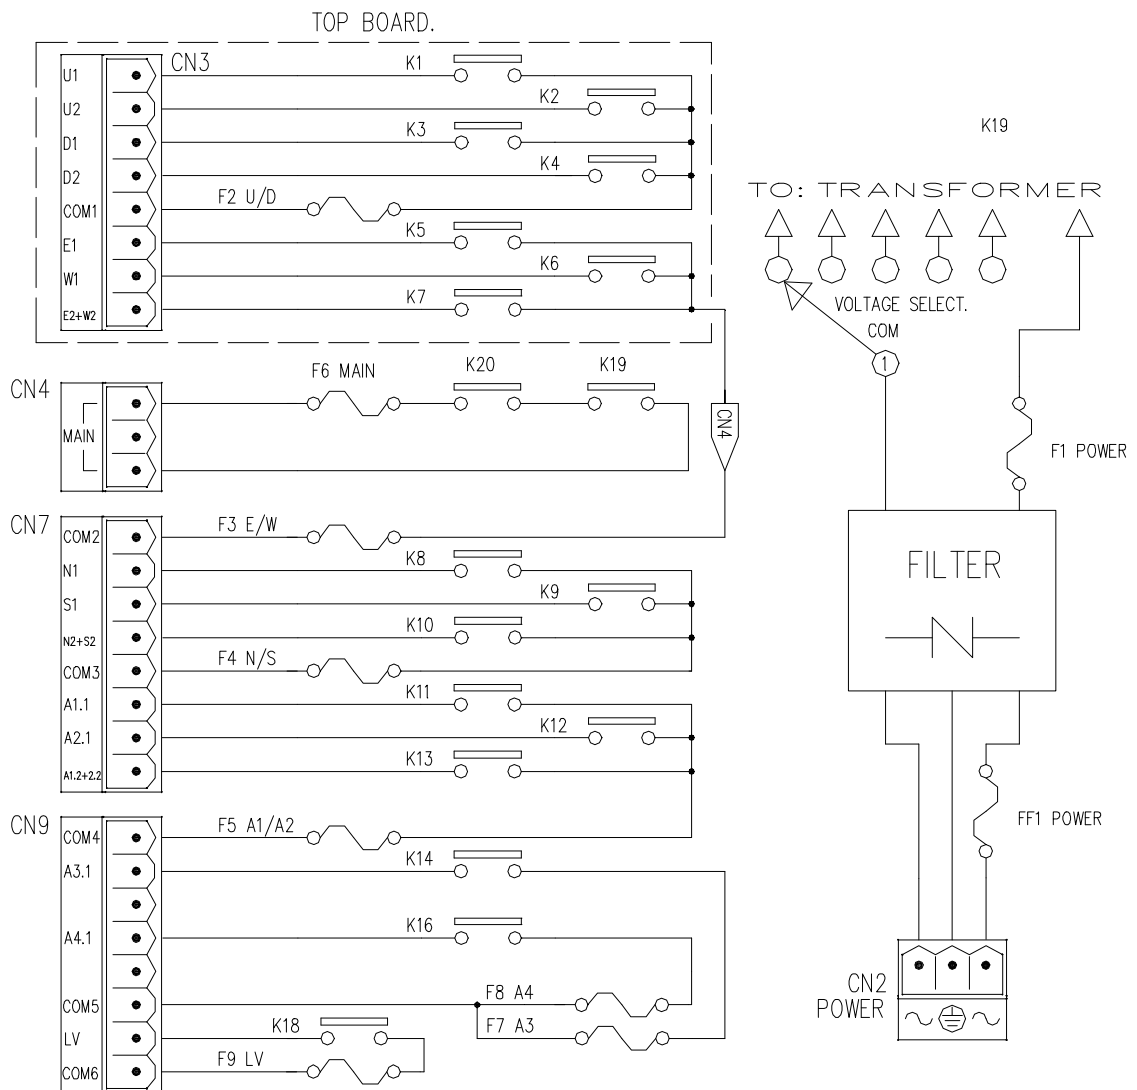 TOP BOARD.
CN3
U1
K1
U2
K2
D1
K3
D2
K4
COM1
F2 U/D
E1
K5
W1
K6
E2+W2
K7
K19
TO: TRANSFORMER
VOLTAGE SELECT.
COM
1
F1 POWER
CN4
MAIN
F6 MAIN
K20
K19
CN4
CN7
COM2
F3 E/W
N1
K8
S1
K9
N2+S2
K10
COM3
F4 N/S
A1.1
K11
A2.1
K12
A1.2+2.2
K13
FILTER
FF1 POWER
CN9
COM4
F5 A1/A2
A3.1
K14
A4.1
K16
COM5
F8 A4
F7 A3
LV
K18
COM6
F9 LV
CN2
POWER